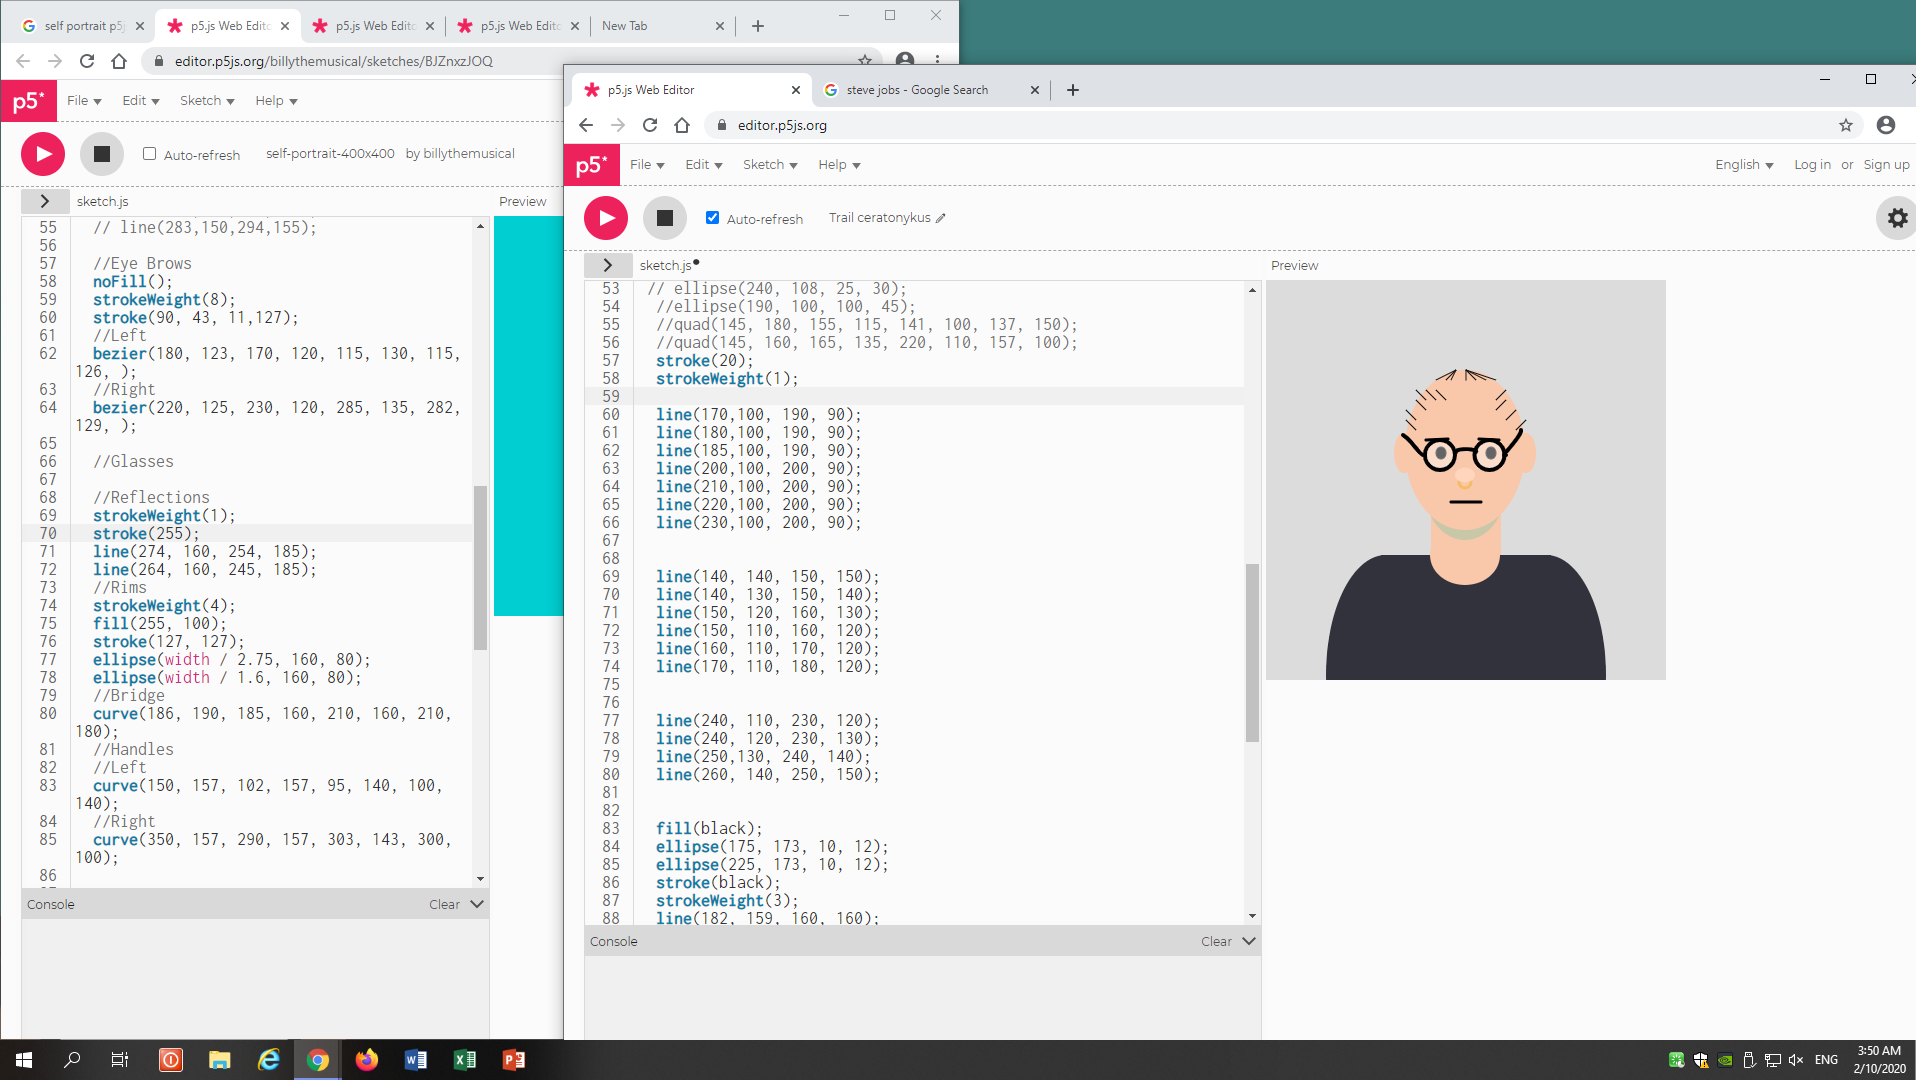 self portrait p5j
p5.js Web Edito
p5.js Web Edito
p5.js Web Edito
New Tab
editor.p5js.org/billythemusical/sketches/BJZnxzJOQ
p5*
File
Edit
Sketch
Help
Auto-refresh
self-portrait-400x400
by billythemusical
sketch.js
Preview
55 // line(283,150,294,155);
56
57 //Eye Brows
58 noFill();
59 strokeWeight(8);
60 stroke(90, 43, 11,127);
61 //Left
62 bezier(180, 123, 170, 120, 115, 130, 115,
126, );
63 //Right
64 bezier(220, 125, 230, 120, 285, 135, 282,
129, );
65
66 //Glasses
67
68 //Reflections
69 strokeWeight(1);
70 stroke(255);
71 line(274, 160, 254, 185);
72 line(264, 160, 245, 185);
73 //Rims
74 strokeWeight(4);
75 fill(255, 100);
76 stroke(127, 127);
77 ellipse(width / 2.75, 160, 80);
78 ellipse(width / 1.6, 160, 80);
79 //Bridge
80 curve(186, 190, 185, 160, 210, 160, 210,
180);
81 //Handles
82 //Left
83 curve(150, 157, 102, 157, 95, 140, 100,
140);
84 //Right
85 curve(350, 157, 290, 157, 303, 143, 300,
100);
86
Console
Clear
p5.js Web Editor
steve jobs - Google Search
editor.p5js.org
p5*
File
Edit
Sketch
Help
English
Log in or Sign up
Auto-refresh
Trail ceratonykus
sketch.js
Preview
53 // ellipse(240, 108, 25, 30);
54 //ellipse(190, 100, 100, 45);
55 //quad(145, 180, 155, 115, 141, 100, 137, 150);
56 //quad(145, 160, 165, 135, 220, 110, 157, 100);
57 stroke(20);
58 strokeWeight(1);
59
60 line(170,100, 190, 90);
61 line(180,100, 190, 90);
62 line(185,100, 190, 90);
63 line(200,100, 200, 90);
64 line(210,100, 200, 90);
65 line(220,100, 200, 90);
66 line(230,100, 200, 90);
67
68
69 line(140, 140, 150, 150);
70 line(140, 130, 150, 140);
71 line(150, 120, 160, 130);
72 line(150, 110, 160, 120);
73 line(160, 110, 170, 120);
74 line(170, 110, 180, 120);
75
76
77 line(240, 110, 230, 120);
78 line(240, 120, 230, 130);
79 line(250,130, 240, 140);
80 line(260, 140, 250, 150);
81
82
83 fill(black);
84 ellipse(175, 173, 10, 12);
85 ellipse(225, 173, 10, 12);
86 stroke(black);
87 strokeWeight(3);
88 line(182, 159, 160, 160);
Console
Clear
ENG
3:50 AM
2/10/2020